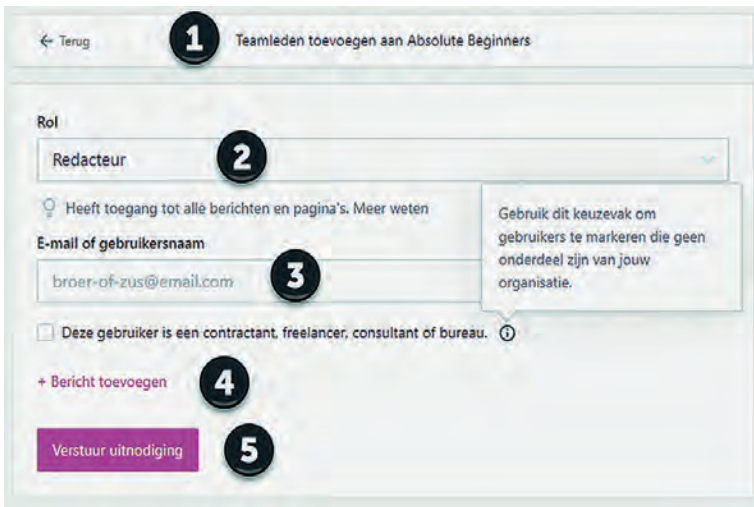 ← Terug 1 Teamleden toevoegen aan Absolute Beginners
Rol
Redacteur 2
Heeft toegang tot alle berichten en pagina's. Meer weten
Gebruik dit keuzevak om
gebruikers te markeren die geen
onderdeel zijn van jouw
organisatie.
E-mail of gebruikersnaam
broer-of-zus@email.com 3
Deze gebruiker is een contractant, freelancer, consultant of bureau.
+ Bericht toevoegen 4
Verstuur uitnodiging 5